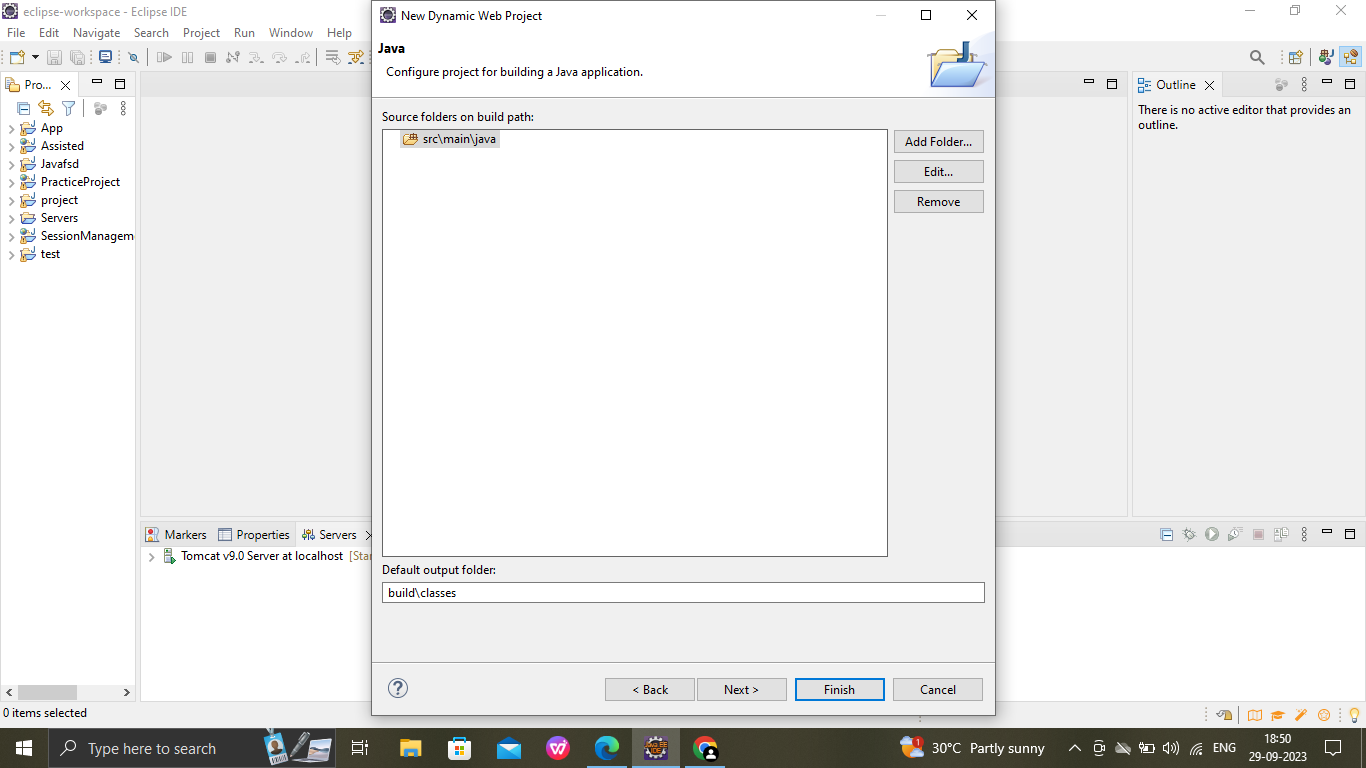 eclipse-workspace - Eclipse IDE
File Edit Navigate Search Project Run Window Help
Pro...
App
Assisted
Javafsd
PracticeProject
project
Servers
SessionManagem
test
New Dynamic Web Project
Java
Configure project for building a Java application.
Source folders on build path:
src\main\java
Add Folder...
Edit...
Remove
Default output folder:
build\classes
< Back Next > Finish Cancel
Outline
There is no active editor that provides an
outline.
Markers Properties Servers
Tomcat v9.0 Server at localhost [Star
0 items selected
Type here to search
1 30°C Partly sunny ENG 18:50
29-09-2023